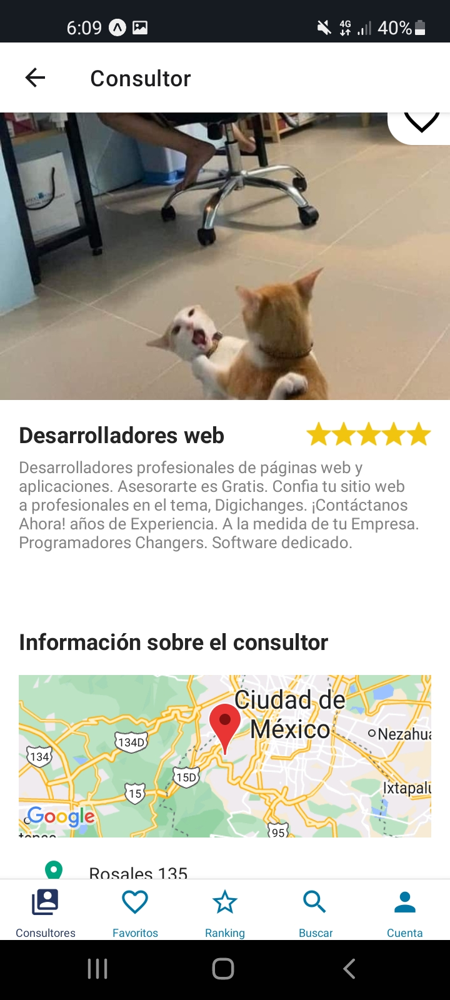 6:09
4G
40%
Consultor
Desarrolladores web
Desarrolladores profesionales de páginas web y
aplicaciones. Asesorarte es Gratis. Confia tu sitio web
a profesionales en el tema, Digichanges. ¡Contáctanos
Ahora! años de Experiencia. A la medida de tu Empresa.
Programadores Changers. Software dedicado.
Información sobre el consultor
Ciudad de
México
Nezahua
134D
134
15D
15
Ixtapalu
Google
95
Rosales 135
Consultores
Favoritos
Ranking
Buscar
Cuenta